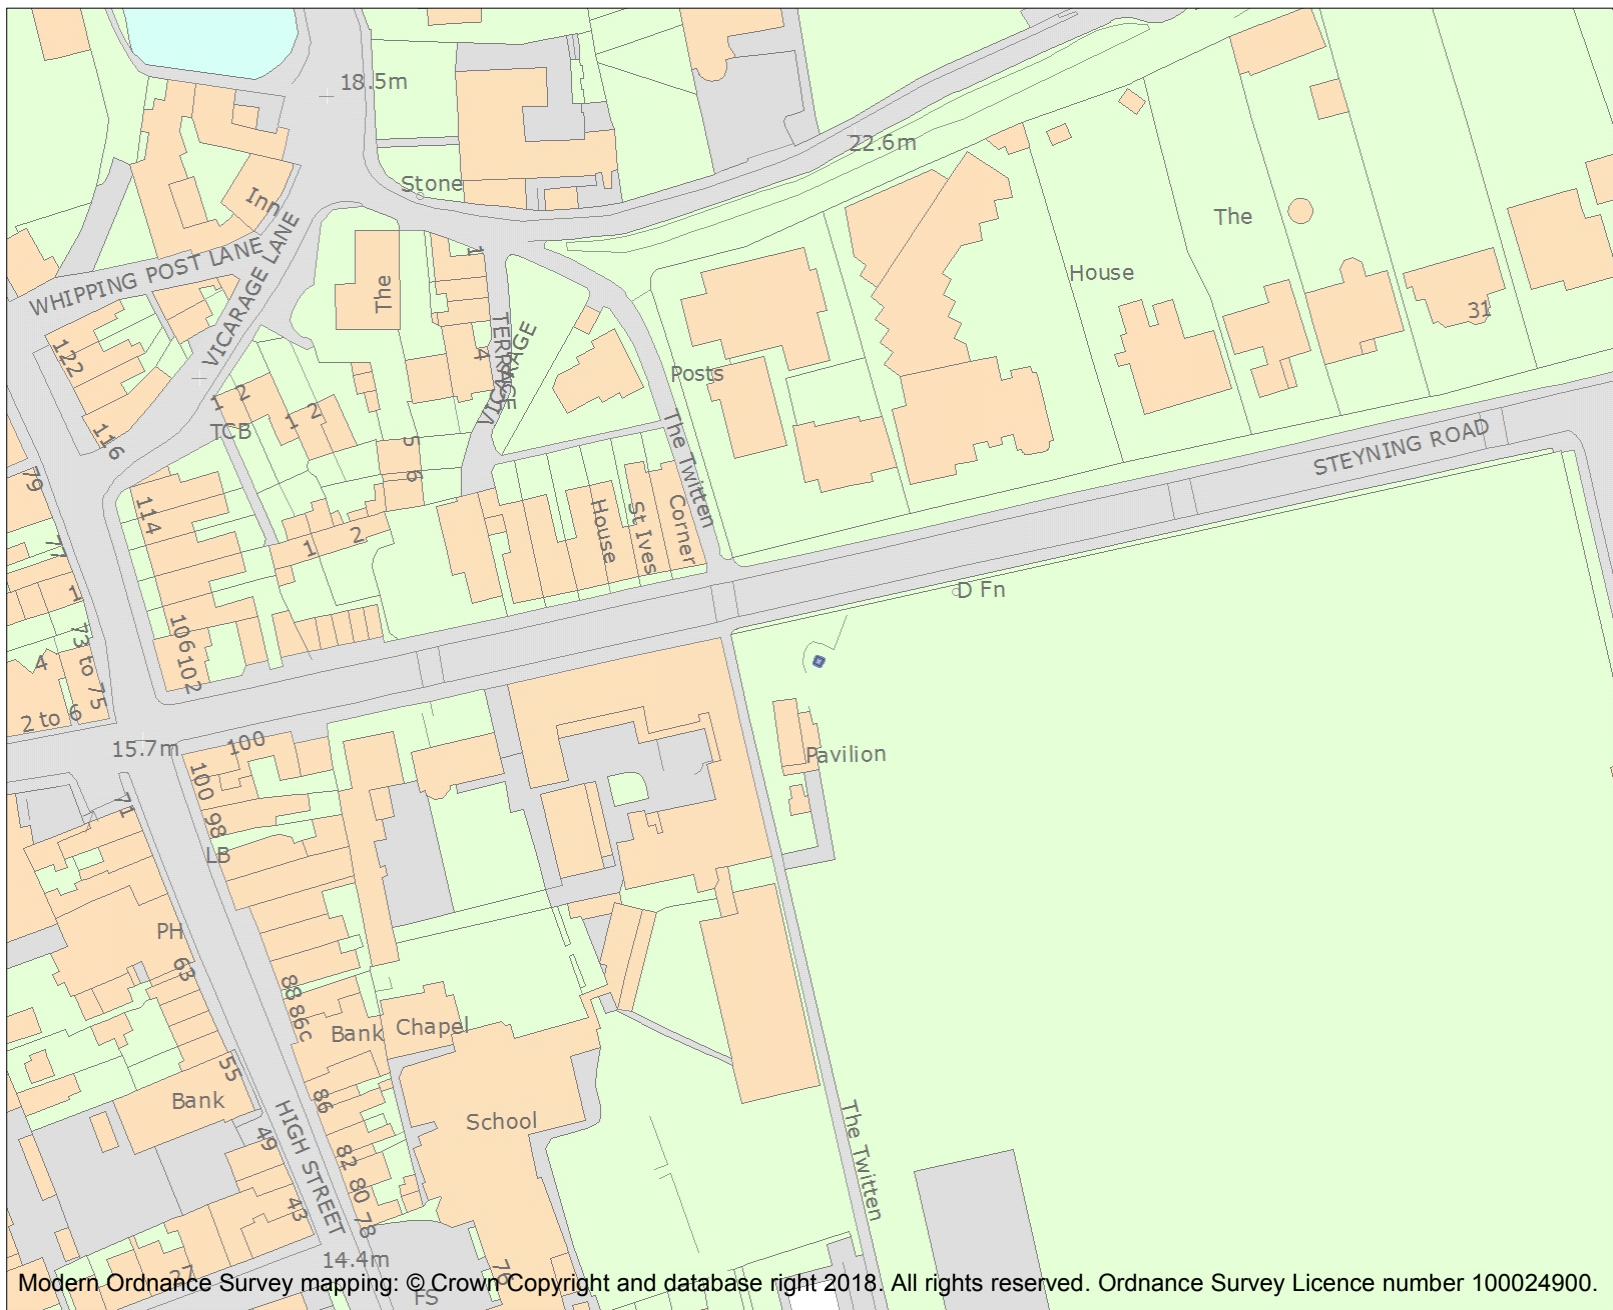 18.5m
22.6m
Stone
Inn
VICARAGE LANE
WHIPPING POST LANE
The
1
4
TERRACE
VICARAGE
The
House
31
Posts
122
116
1
2
1
2
TCB
5
6
The Twitten
STEYNING ROAD
79
114
1
2
House
St Ives
Corner
77
1
D Fn
106
102
73 to 75
4
2 to 6
15.7m
100
100
98
LB
71
Pavilion
PH
63
88
86c
Bank
Chapel
55
Bank
86
School
49
HIGH STREET
82
80
78
43
The Twitten
14.4m
27
76
FS
Modern Ordnance Survey mapping: © Crown Copyright and database right 2018. All rights reserved. Ordnance Survey Licence number 100024900.